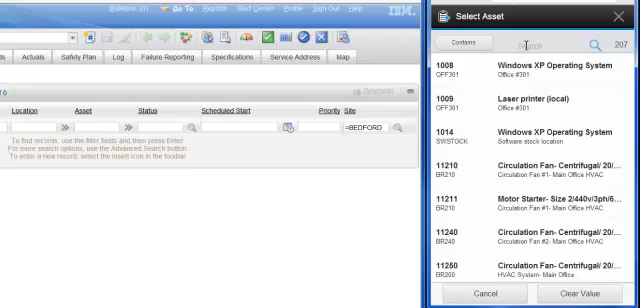 Bulletins: (0) Go To Reports Start Center Profile Sign Out Help IBM
Actuals Safety Plan Log Failure Reporting Specifications Service Address Map
Download
Location Asset Status Scheduled Start Priority Site
=BEDFORD
To find records, use the filter fields and then press Enter
For more search options, use the Advanced Search button
To enter a new record, select the Insert icon in the toolbar
Select Asset
Contains Search 207
1008 Windows XP Operating System
OFF301 Office #301
1009 Laser printer (local)
OFF301 Office #301
1014 Windows XP Operating System
SWSTOCK Software stock location
11210 Circulation Fan- Centrifugal/ 20/...
BR210 Circulation Fan #1- Main Office HVAC
11211 Motor Starter- Size 2/440v/3ph/6...
BR210 Circulation Fan #1- Main Office HVAC
11240 Circulation Fan- Centrifugal/ 20/...
BR240 Circulation Fan #2- Main Office HVAC
11250 Circulation Fan- Centrifugal/ 20/...
BR200 HVAC System- Main Office
Cancel Clear Value